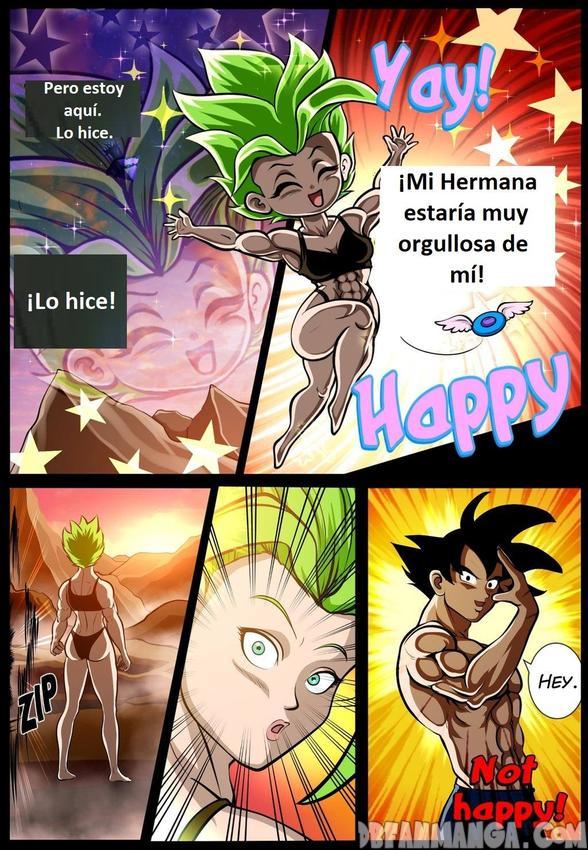 Pero estoy
aquí.
Lo hice.
Yay!
¡Mi Hermana
estaría muy
orgullosa de
mí!
¡Lo hice!
Happy
ZIP
HEY.
Not
happy!
DBFANMANGA.COM